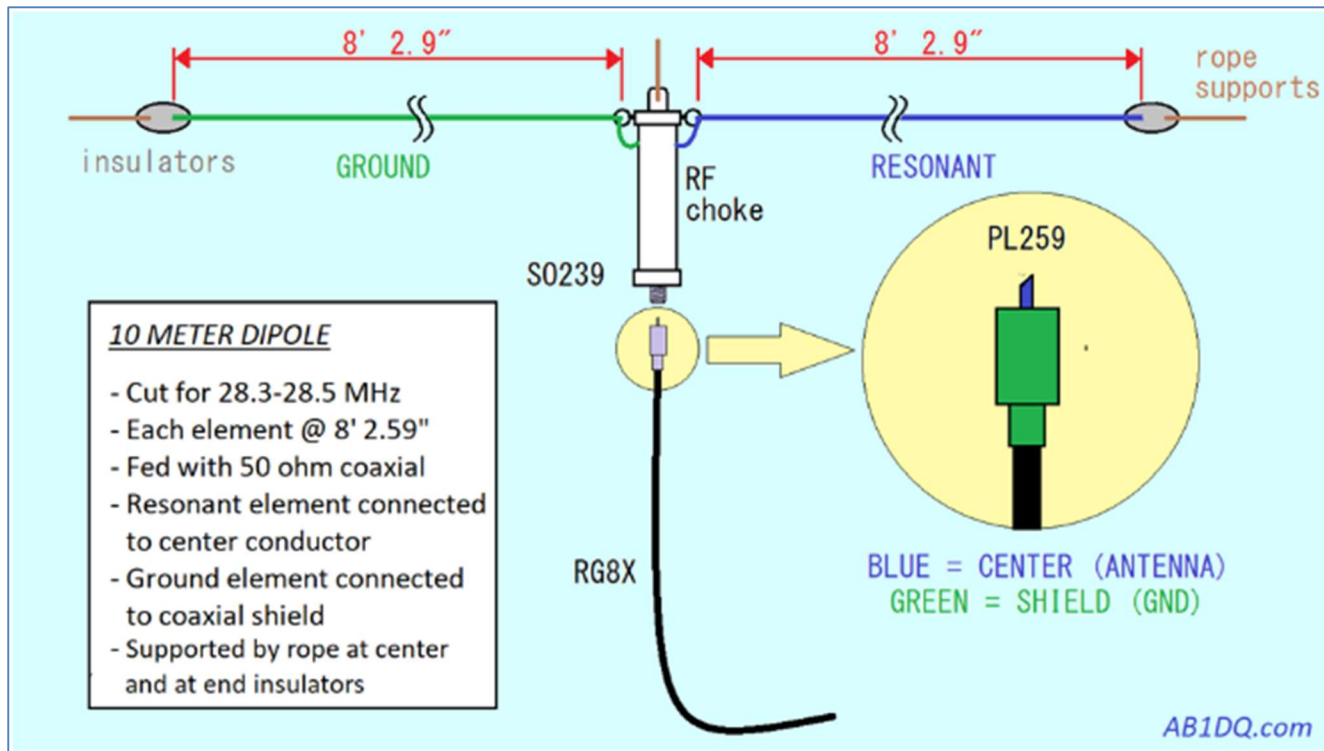 8' 2.9"
8' 2.9"
rope
supports
insulators
GROUND
RESONANT
RF
choke
PL259
SO239
10 METER DIPOLE
- Cut for 28.3-28.5 MHz
- Each element @ 8' 2.59"
- Fed with 50 ohm coaxial
- Resonant element connected
to center conductor
- Ground element connected
to coaxial shield
- Supported by rope at center
and at end insulators
RG8X
BLUE = CENTER (ANTENNA)
GREEN = SHIELD (GND)
AB1DQ.com